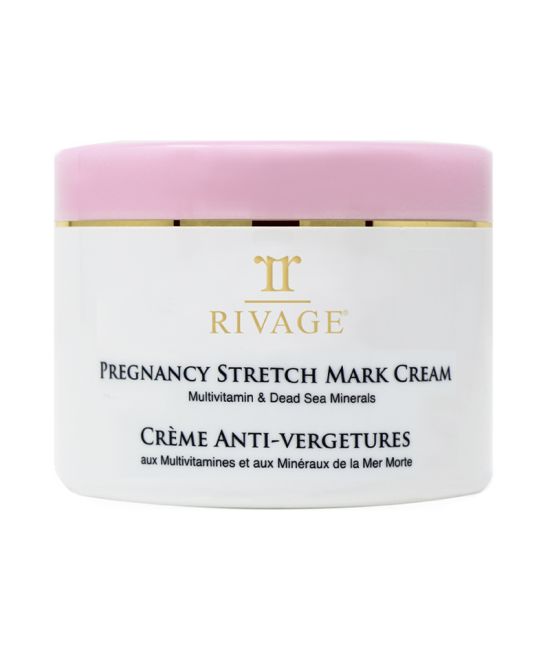 RIVAGE®
PREGNANCY STRETCH MARK CREAM
Multivitamin & Dead Sea Minerals
CRÈME ANTI-VERGETURES
aux Multivitamines et aux Minéraux de la Mer Morte